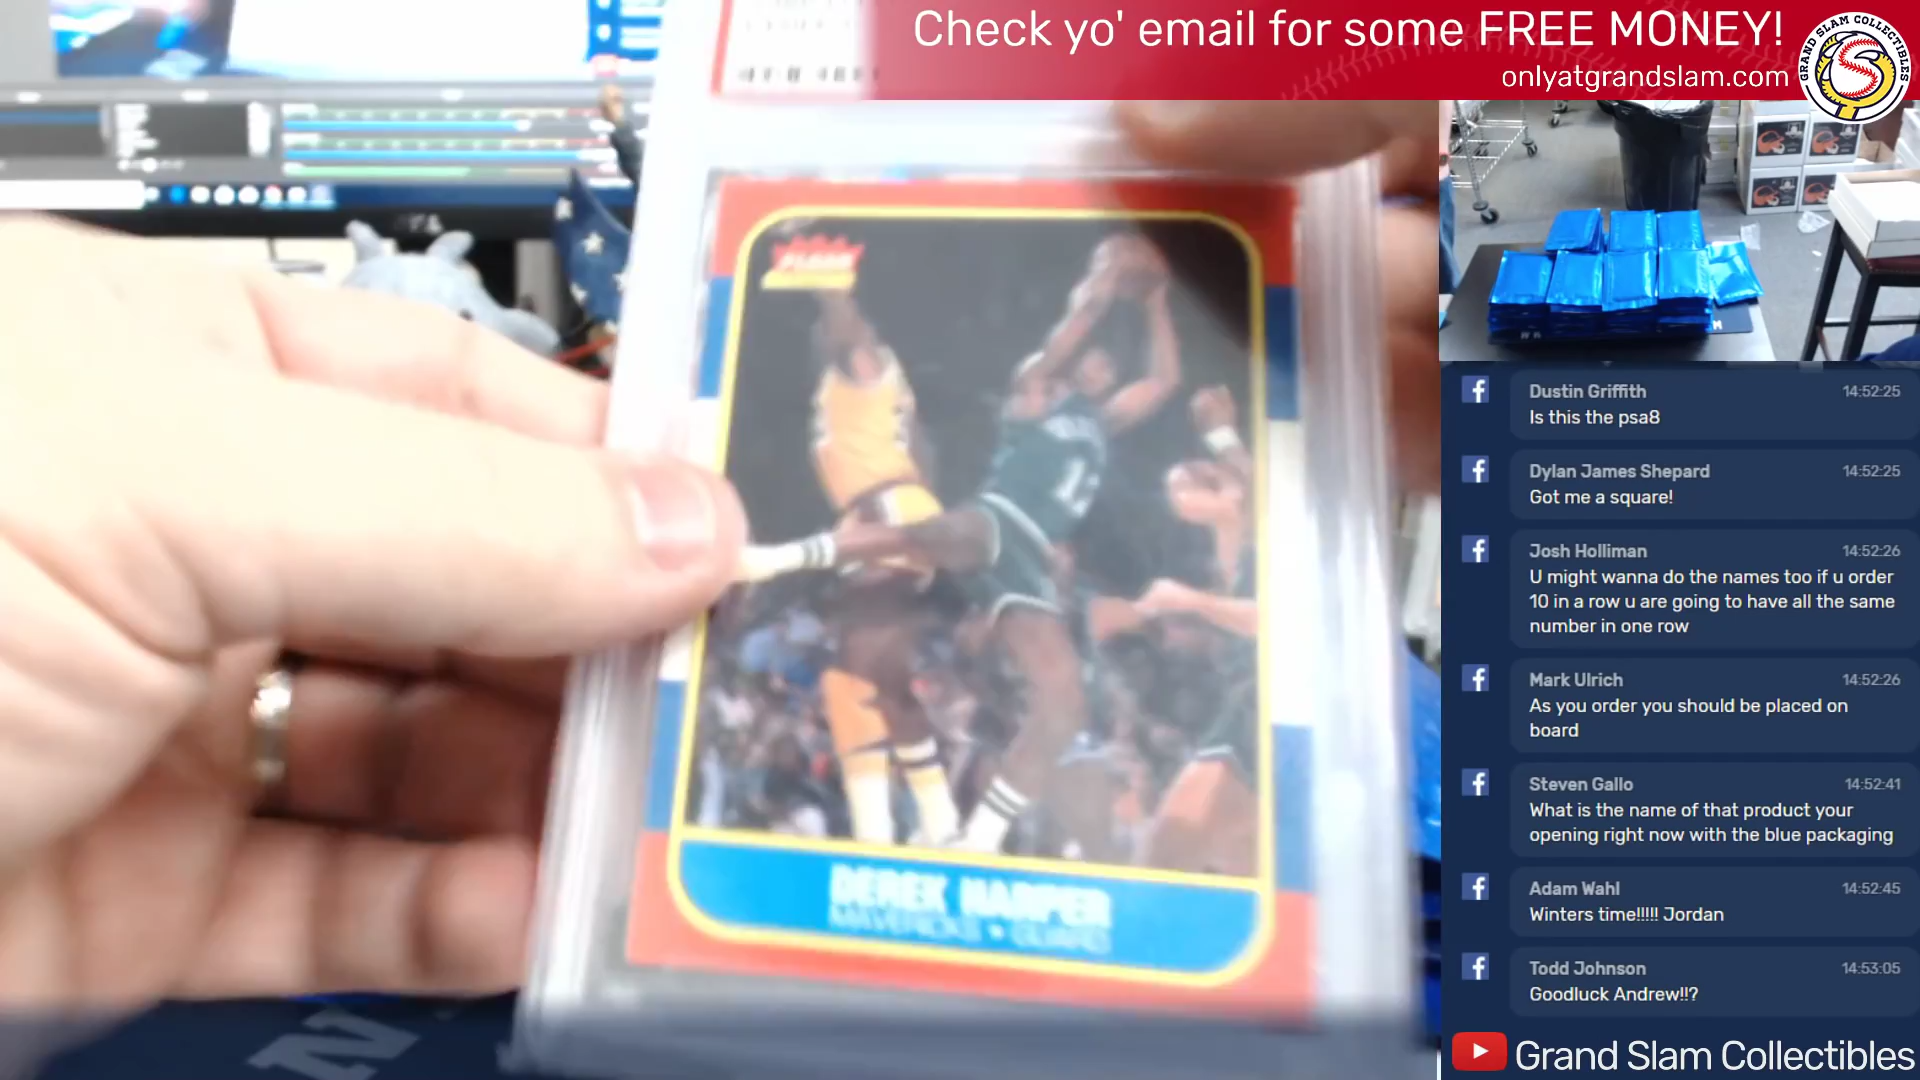 Check yo' email for some FREE MONEY!
onlyatgrandslam.com
GRAND SLAM COLLECTIBLES
FLEER
DEREK HARPER
MAVERICKS • GUARD
12
Dustin Griffith 14:52:25
Is this the psa8
Dylan James Shepard 14:52:25
Got me a square!
Josh Holliman 14:52:26
U might wanna do the names too if u order
10 in a row u are going to have all the same
number in one row
Mark Ulrich 14:52:26
As you order you should be placed on
board
Steven Gallo 14:52:41
What is the name of that product your
opening right now with the blue packaging
Adam Wahl 14:52:45
Winters time!!!!! Jordan
Todd Johnson 14:53:05
Goodluck Andrew!!?
Grand Slam Collectibles